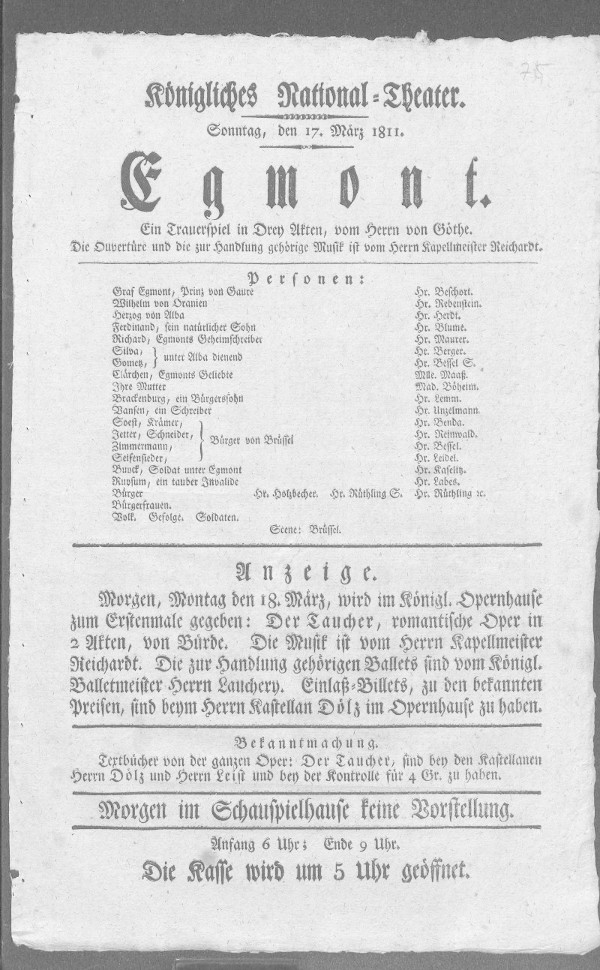 75
Königliches National-Theater.
Sonntag, den 17. März 1811.
Egmont.
Ein Trauerspiel in Drey Akten, vom Herrn von Göthe.
Die Ouvertüre und die zur Handlung gehörige Musik ist vom Herrn Kapellmeister Reichardt.
Personen:
Graf Egmont, Prinz von Gaure Hr. Beschort.
Wilhelm von Oranien Hr. Rebenstein.
Herzog von Alba Hr. Herdt.
Ferdinand, sein natürlicher Sohn Hr. Blume.
Richard, Egmonts Geheimschreiber Hr. Maurer.
Silva, Hr. Berger.
unter Alba dienend
Gometz, Hr. Bessel S.
Clärchen, Egmonts Geliebte Mlle. Maaß.
Ihre Mutter Mad. Böheim.
Brackenburg, ein Bürgerssohn Hr. Lemm.
Vansen, ein Schreiber Hr. Unzelmann.
Soest, Krämer, Hr. Benda.
Jetter, Schneider, Hr. Reinwald.
Bürger von Brüssel
Zimmermann, Hr. Bessel.
Seifensieder, Hr. Leidel.
Buyck, Soldat unter Egmont Hr. Kaselitz.
Ruysum, ein tauber Invalide Hr. Labes.
Bürger Hr. Holzbecher. Hr. Rüthling S. Hr. Rüthling ꝛc.
Bürgerfrauen.
Volk. Gefolge. Soldaten.
Scene: Brüssel.
Anzeige.
Morgen, Montag den 18. März, wird im Königl. Opernhause
zum Erstenmale gegeben: Der Taucher, romantische Oper in
2 Akten, von Bürde. Die Musik ist vom Herrn Kapellmeister
Reichardt. Die zur Handlung gehörigen Ballets sind vom Königl.
Balletmeister Herrn Lauchery. Einlaß-Billets, zu den bekannten
Preisen, sind beym Herrn Kastellan Dölz im Opernhause zu haben.
Bekanntmachung.
Textbücher von der ganzen Oper: Der Taucher, sind bey den Kastellanen
Herrn Dölz und Herrn Leist und bey der Kontrolle für 4 Gr. zu haben.
Morgen im Schauspielhause keine Vorstellung.
Anfang 6 Uhr; Ende 9 Uhr.
Die Kasse wird um 5 Uhr geöffnet.